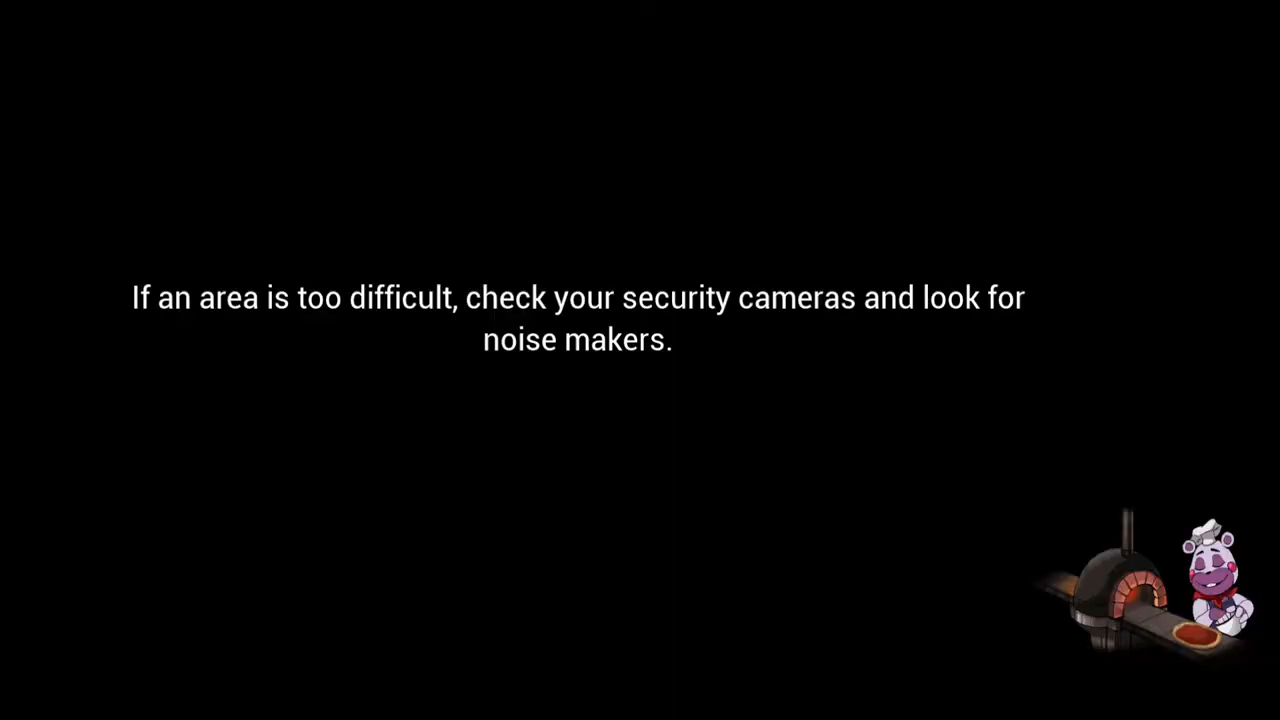 If an area is too difficult, check your security cameras and look for
noise makers.